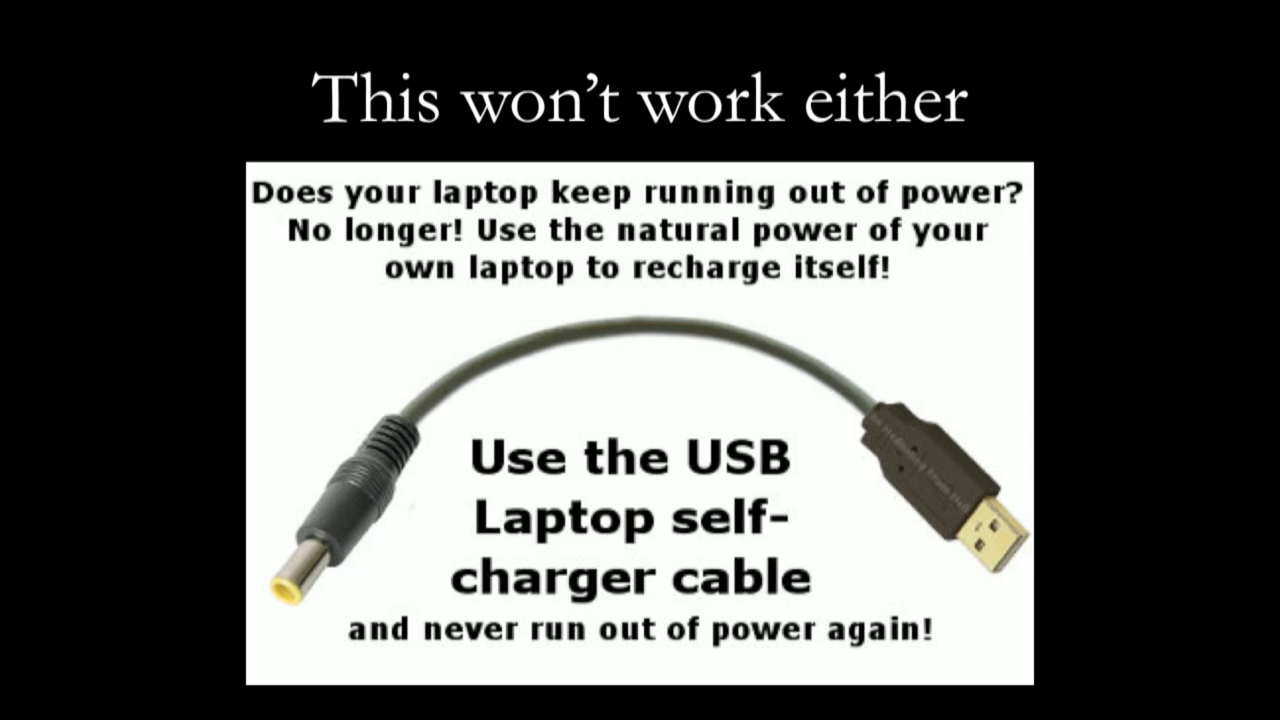 This won’t work either
Does your laptop keep running out of power?
No longer! Use the natural power of your
own laptop to recharge itself!
Use the USB
Laptop self-
charger cable
and never run out of power again!